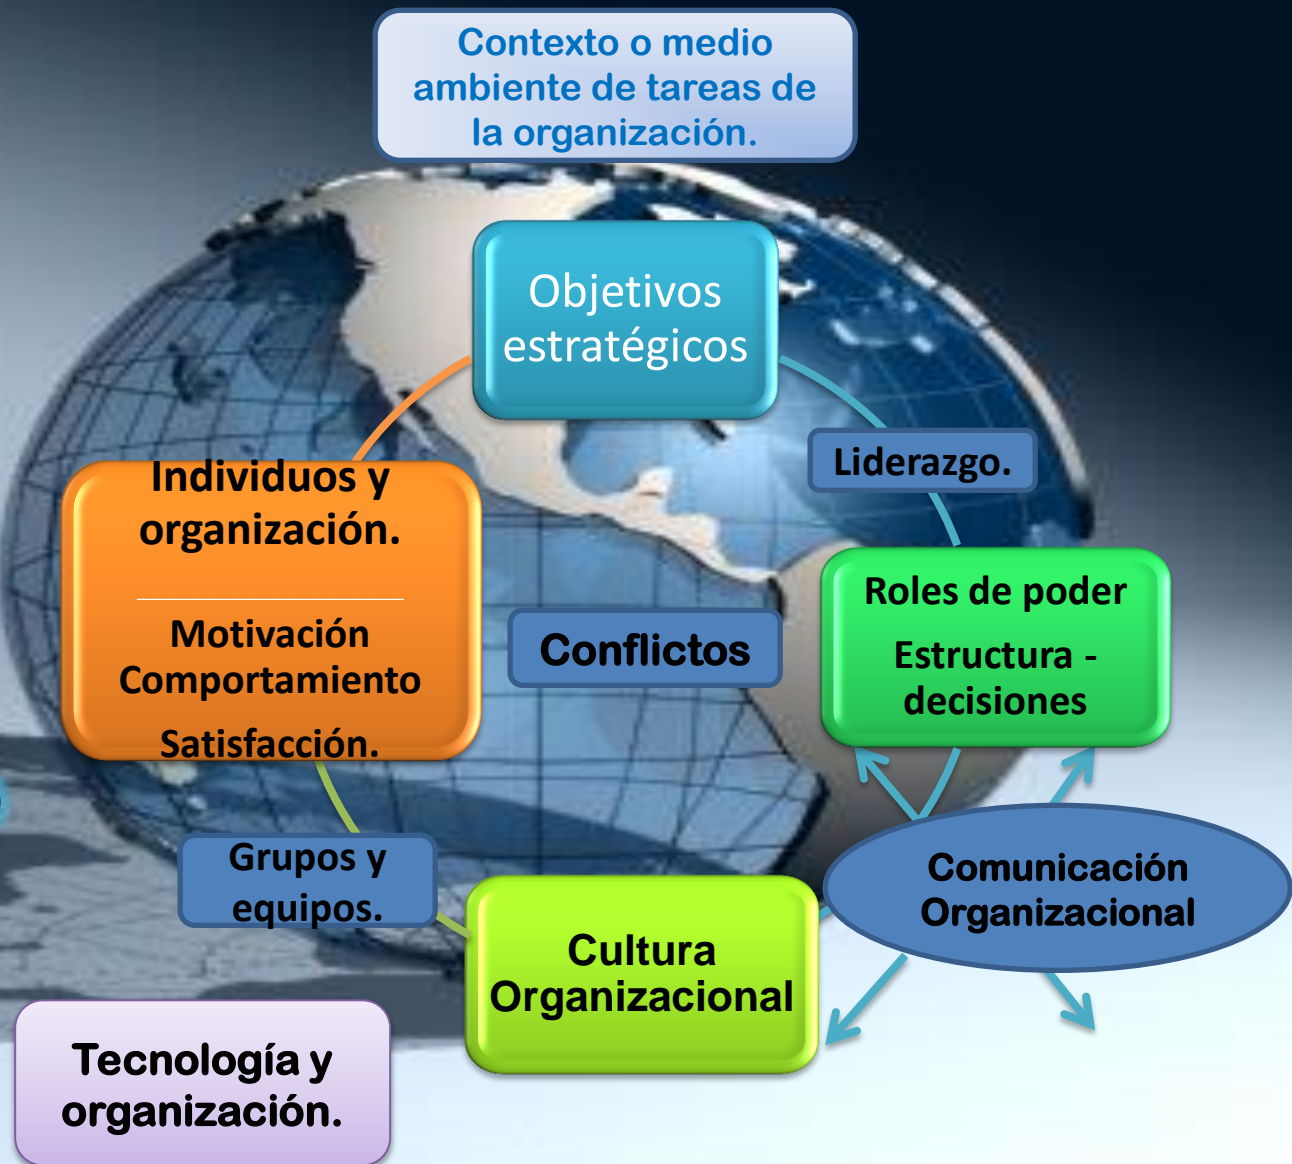 Contexto o medio
ambiente de tareas de
la organización.
Objetivos
estratégicos
Liderazgo.
Individuos y
organización.
Motivación
Comportamiento
Satisfacción.
Roles de poder
Estructura -
decisiones
Conflictos
Grupos y
equipos.
Comunicación
Organizacional
Cultura
Organizacional
Tecnología y
organización.